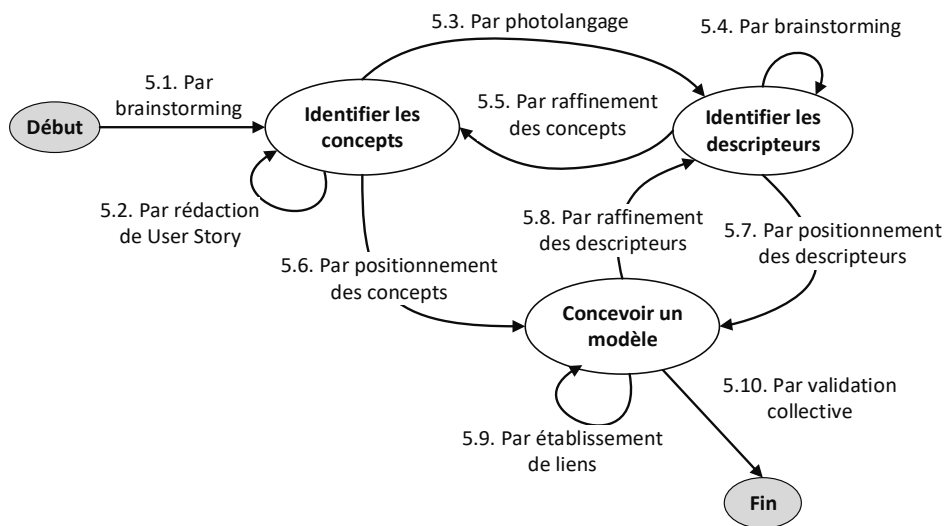 5.3. Par photolangage
5.4. Par brainstorming
5.1. Par
brainstorming
5.5. Par raffinement
des concepts
Début
Identifier les
concepts
Identifier les
descripteurs
5.2. Par rédaction
de User Story
5.8. Par raffinement
des descripteurs
5.7. Par positionnement
des descripteurs
5.6. Par positionnement
des concepts
Concevoir un
modèle
5.10. Par validation
collective
5.9. Par établissement
de liens
Fin